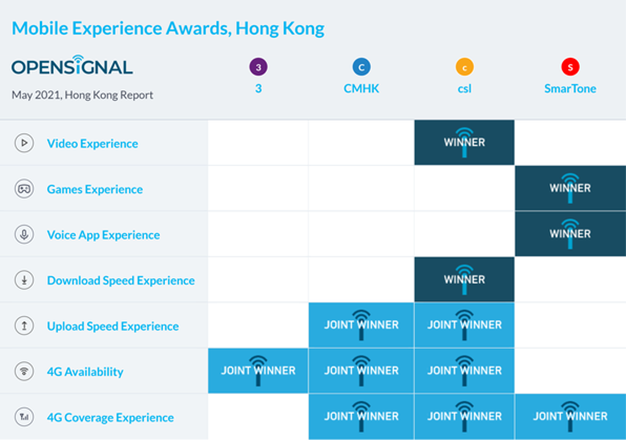 Mobile Experience Awards, Hong Kong
OPENSIGNAL
May 2021, Hong Kong Report
3 C c S
3 CMHK csl SmarTone
Video Experience WINNER
Games Experience WINNER
Voice App Experience WINNER
Download Speed Experience WINNER
Upload Speed Experience JOINT WINNER JOINT WINNER
4G Availability JOINT WINNER JOINT WINNER JOINT WINNER
4G Coverage Experience JOINT WINNER JOINT WINNER JOINT WINNER